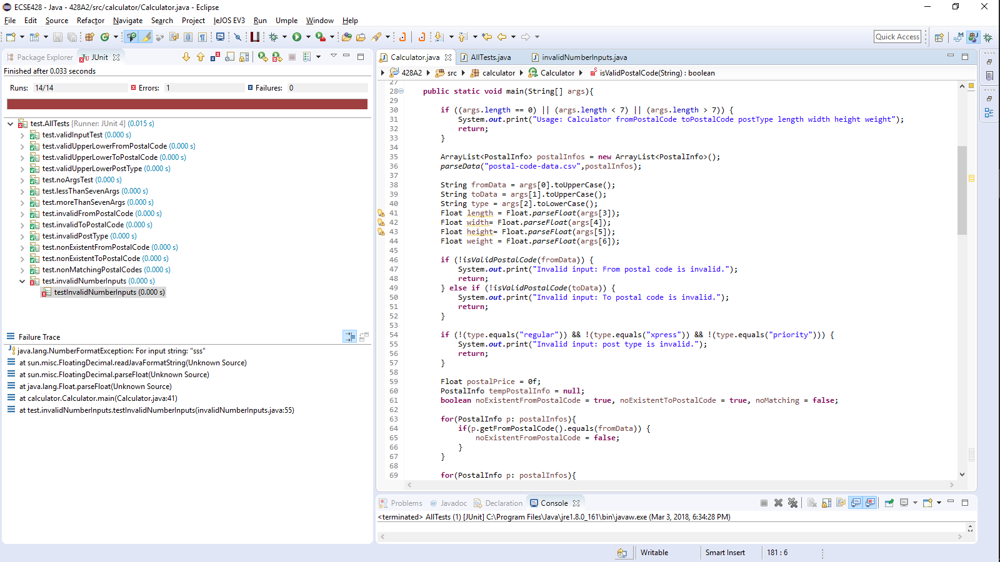 ECSE428 - Java - 428A2/src/calculator/Calculator.java - Eclipse
File Edit Source Refactor Navigate Search Project leJOS EV3 Run Umple Window Help
Quick Access
Package Explorer JUnit
Finished after 0.033 seconds
Runs: 14/14 Errors: 1 Failures: 0
test.AllTests [Runner: JUnit 4] (0.015 s)
test.validInputTest (0.000 s)
test.validUpperLowerFromPostalCode (0.000 s)
test.validUpperLowerToPostalCode (0.000 s)
test.validUpperLowerPostType (0.000 s)
test.noArgsTest (0.000 s)
test.lessThanSevenArgs (0.000 s)
test.moreThanSevenArgs (0.000 s)
test.invalidFromPostalCode (0.000 s)
test.invalidToPostalCode (0.000 s)
test.invalidPostType (0.000 s)
test.nonExistentFromPostalCode (0.000 s)
test.nonExistentToPostalCode (0.000 s)
test.nonMatchingPostalCodes (0.000 s)
test.invalidNumberInputs (0.000 s)
testInvalidNumberInputs (0.000 s)
Failure Trace
java.lang.NumberFormatException: For input string: "sss"
at sun.misc.FloatingDecimal.readJavaFormatString(Unknown Source)
at sun.misc.FloatingDecimal.parseFloat(Unknown Source)
at java.lang.Float.parseFloat(Unknown Source)
at calculator.Calculator.main(Calculator.java:41)
at test.invalidNumberInputs.testInvalidNumberInputs(invalidNumberInputs.java:55)
Calculator.java AllTests.java invalidNumberInputs.java
428A2 src calculator Calculator isValidPostalCode(String) : boolean
27
28 public static void main(String[] args){
29
30 if ((args.length == 0) || (args.length < 7) || (args.length > 7)) {
31 System.out.print("Usage: Calculator fromPostalCode toPostalCode postType length width height weight");
32 return;
33 }
34
35 ArrayList<PostalInfo> postalInfos = new ArrayList<PostalInfo>();
36 parseData("postal-code-data.csv",postalInfos);
37
38 String fromData = args[0].toUpperCase();
39 String toData = args[1].toUpperCase();
40 String type = args[2].toLowerCase();
41 Float length = Float.parseFloat(args[3]);
42 Float width= Float.parseFloat(args[4]);
43 Float height= Float.parseFloat(args[5]);
44 Float weight = Float.parseFloat(args[6]);
45
46 if (!isValidPostalCode(fromData)) {
47 System.out.print("Invalid input: From postal code is invalid.");
48 return;
49 } else if (!isValidPostalCode(toData)) {
50 System.out.print("Invalid input: To postal code is invalid.");
51 return;
52 }
53
54 if (!(type.equals("regular")) && !(type.equals("xpress")) && !(type.equals("priority"))) {
55 System.out.print("Invalid input: post type is invalid.");
56 return;
57 }
58
59 Float postalPrice = 0f;
60 PostalInfo tempPostalInfo = null;
61 boolean noExistentFromPostalCode = true, noExistentToPostalCode = true, noMatching = false;
62
63 for(PostalInfo p: postalInfos){
64 if(p.getFromPostalCode().equals(fromData)) {
65 noExistentFromPostalCode = false;
66 }
67 }
68
69 for(PostalInfo p: postalInfos){
Problems Javadoc Declaration Console
<terminated> AllTests (1) [JUnit] C:\Program Files\Java\jre1.8.0_161\bin\javaw.exe (Mar 3, 2018, 6:34:28 PM)
Writable Smart Insert 181 : 6